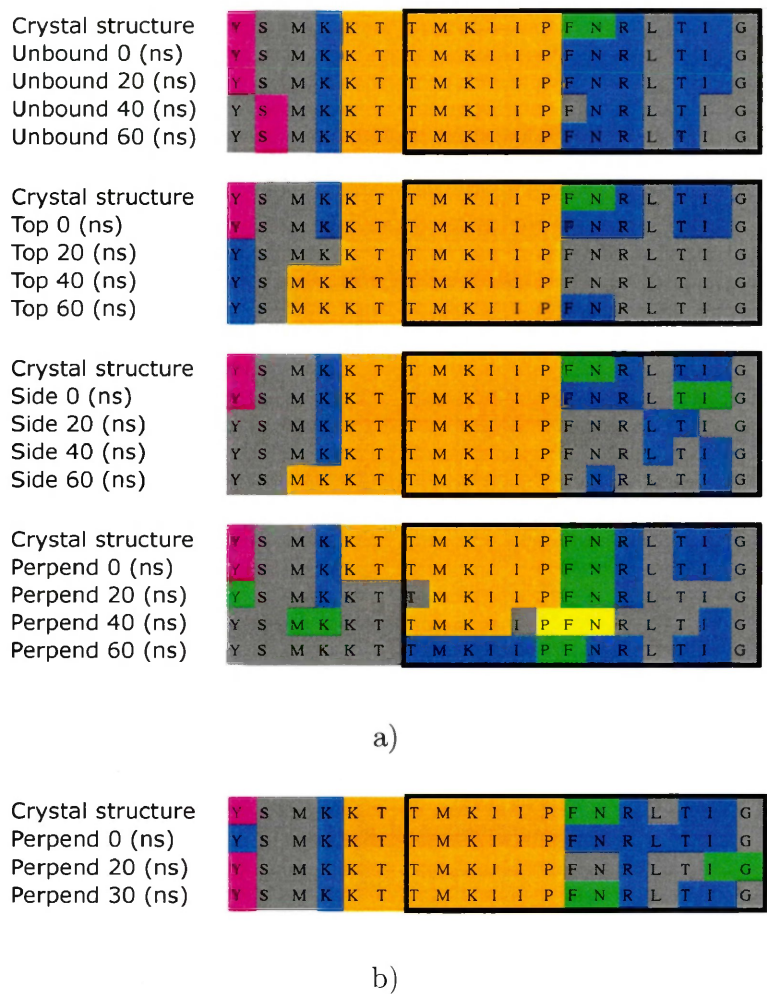 Crystal structure Y S M K K T T M K I I P F N R L T I G
Unbound 0 (ns) Y S M K K T T M K I I P F N R L T I G
Unbound 20 (ns) Y S M K K T T M K I I P F N R L T I G
Unbound 40 (ns) Y S M K K T T M K I I P F N R L T I G
Unbound 60 (ns) Y S M K K T T M K I I P F N R L T I G
Crystal structure Y S M K K T T M K I I P F N R L T I G
Top 0 (ns) Y S M K K T T M K I I P F N R L T I G
Top 20 (ns) Y S M K K T T M K I I P F N R L T I G
Top 40 (ns) Y S M K K T T M K I I P F N R L T I G
Top 60 (ns) Y S M K K T T M K I I P F N R L T I G
Crystal structure Y S M K K T T M K I I P F N R L T I G
Side 0 (ns) Y S M K K T T M K I I P F N R L T I G
Side 20 (ns) Y S M K K T T M K I I P F N R L T I G
Side 40 (ns) Y S M K K T T M K I I P F N R L T I G
Side 60 (ns) Y S M K K T T M K I I P F N R L T I G
Crystal structure Y S M K K T T M K I I P F N R L T I G
Perpend 0 (ns) Y S M K K T T M K I I P F N R L T I G
Perpend 20 (ns) Y S M K K T T M K I I P F N R L T I G
Perpend 40 (ns) Y S M K K T T M K I I P F N R L T I G
Perpend 60 (ns) Y S M K K T T M K I I P F N R L T I G
a)
Crystal structure Y S M K K T T M K I I P F N R L T I G
Perpend 0 (ns) Y S M K K T T M K I I P F N R L T I G
Perpend 20 (ns) Y S M K K T T M K I I P F N R L T I G
Perpend 30 (ns) Y S M K K T T M K I I P F N R L T I G
b)